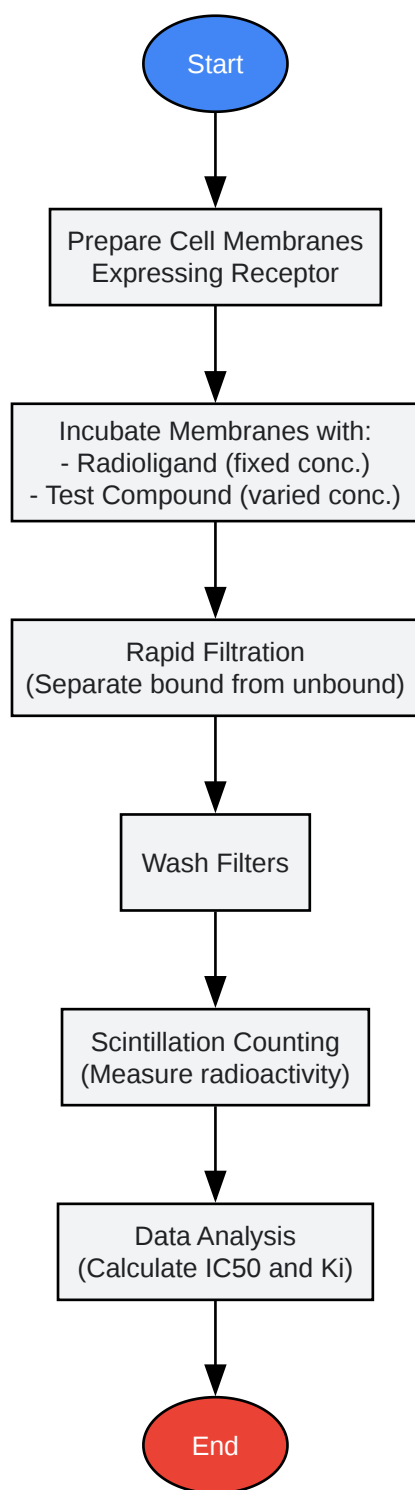 Start
Prepare Cell Membranes
Expressing Receptor
Incubate Membranes with:
- Radioligand (fixed conc.)
- Test Compound (varied conc.)
Rapid Filtration
(Separate bound from unbound)
Wash Filters
Scintillation Counting
(Measure radioactivity)
Data Analysis
(Calculate IC50 and Ki)
End